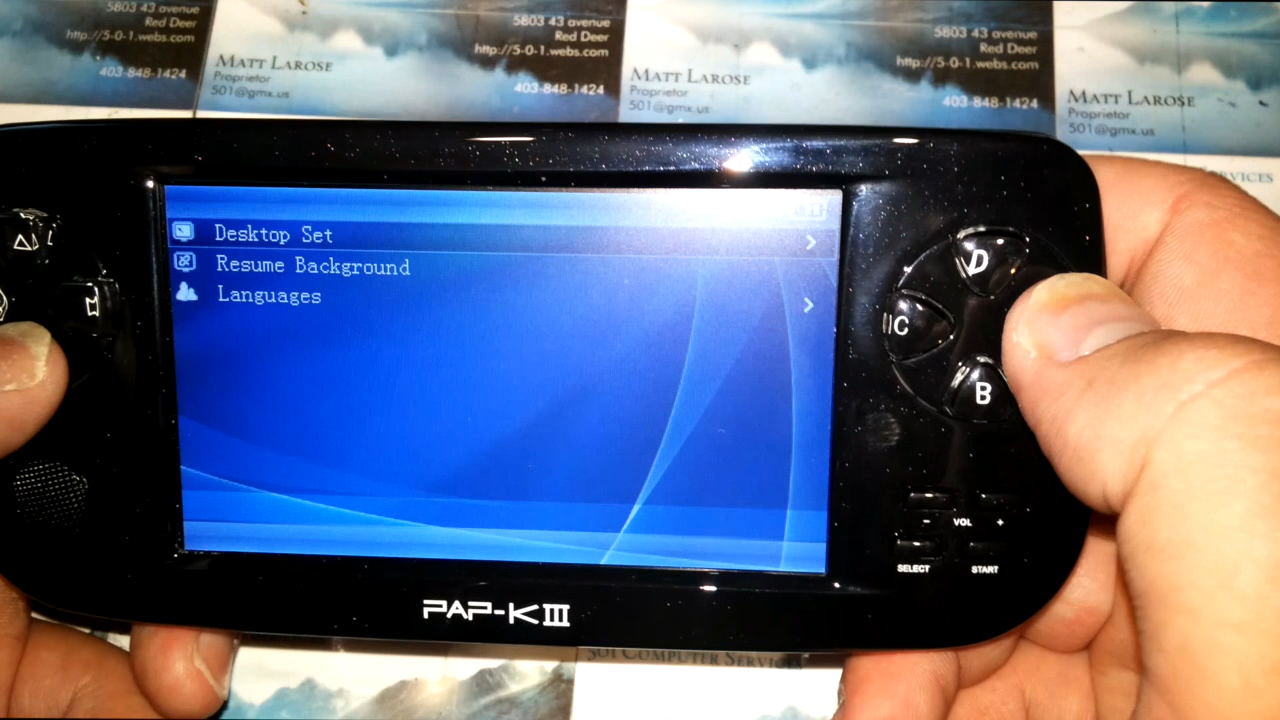 5803 43 avenue
Red Deer
http://5-0-1.webs.com
403-848-1424
MATT LAROSE
Proprietor
501@gmx.us
5803 43 avenue
Red Deer
http://5-0-1.webs.com
403-848-1424
MATT LAROSE
Proprietor
501@gmx.us
5803 43 avenue
Red Deer
http://5-0-1.webs.com
403-848-1424
MATT LAROSE
Proprietor
501@gmx.us
Desktop Set
Resume Background
Languages
D
C
B
- VOL +
SELECT START
PAP-KIII
501 COMPUTER SERVICES